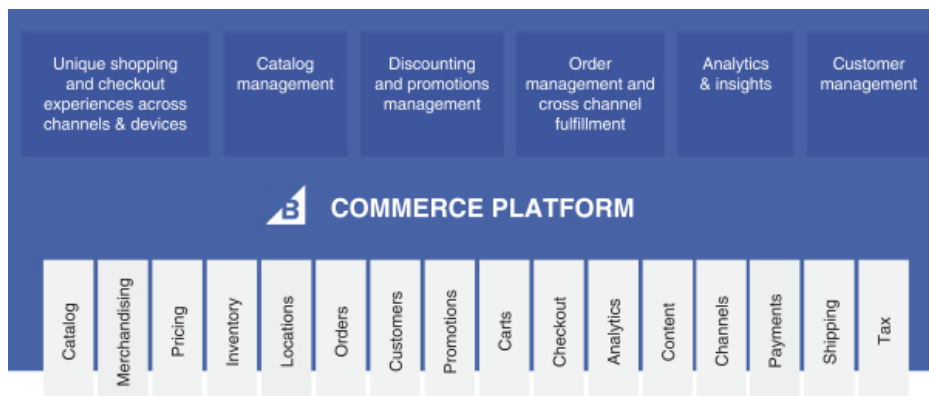 Unique shopping
and checkout
experiences across
channels & devices
Catalog
management
Discounting
and promotions
management
Order
management and
cross channel
fulfillment
Analytics
& insights
Customer
management
B COMMERCE PLATFORM
Catalog
Merchandising
Pricing
Inventory
Locations
Orders
Customers
Promotions
Carts
Checkout
Analytics
Content
Channels
Payments
Shipping
Tax